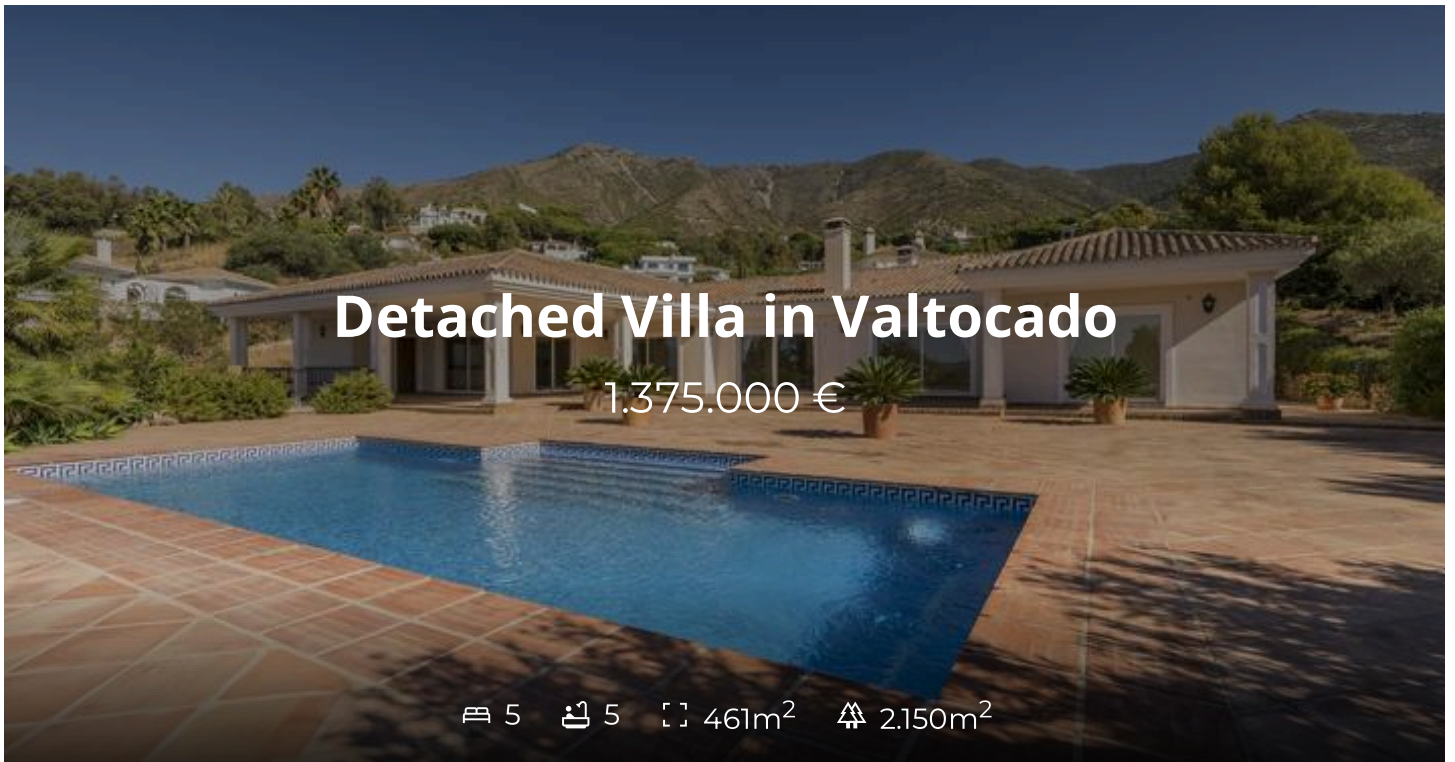 Detached Villa in Valtocado
1.375.000 €
5 5 461m² 2.150m²